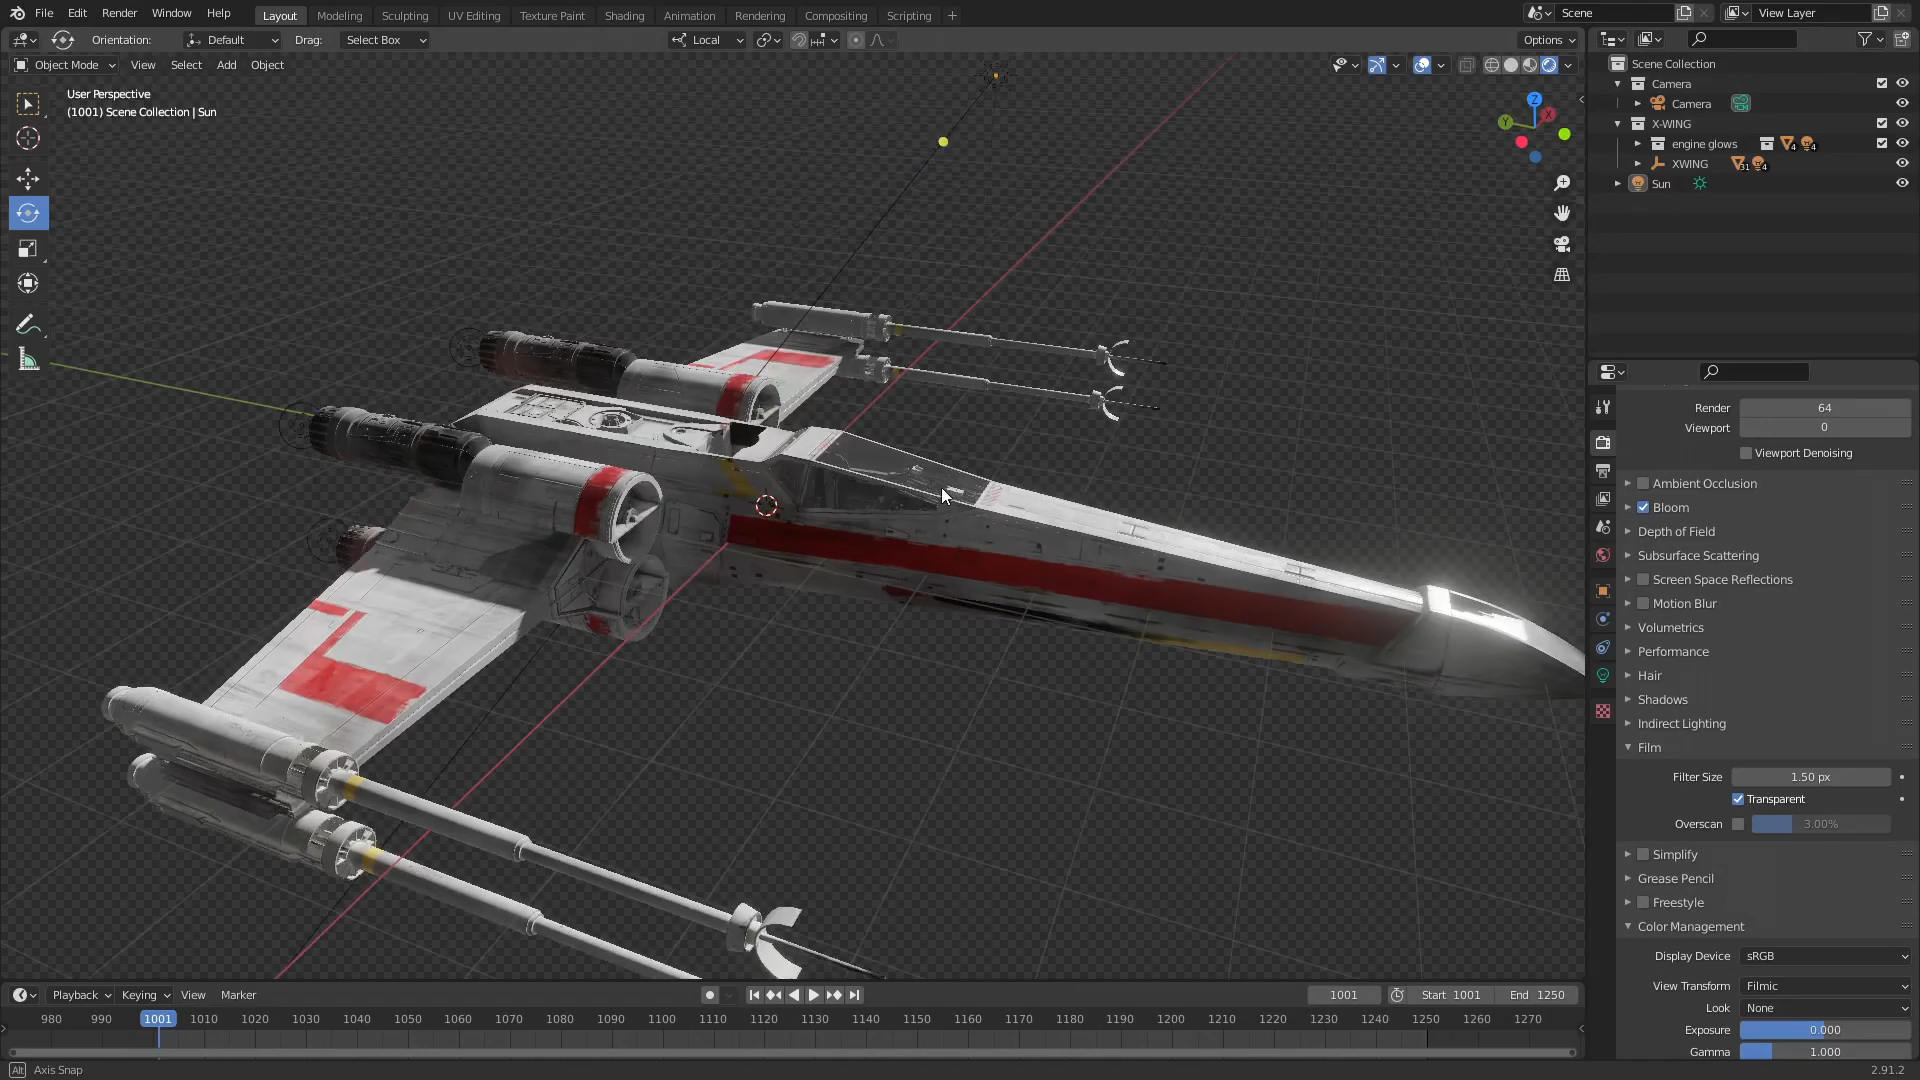 File Edit Render Window Help Layout Modeling Sculpting UV Editing Texture Paint Shading Animation Rendering Compositing Scripting + Scene View Layer
Orientation: Default Drag: Select Box Local Options
Object Mode View Select Add Object
User Perspective
(1001) Scene Collection | Sun
Z
X
Y
Scene Collection
Camera
Camera
X-WING
engine glows 4 4
XWING 31 4
Sun
Render 64
Viewport 0
Viewport Denoising
Ambient Occlusion
Bloom
Depth of Field
Subsurface Scattering
Screen Space Reflections
Motion Blur
Volumetrics
Performance
Hair
Shadows
Indirect Lighting
Film
Filter Size 1.50 px
Transparent
Overscan 3.00%
Simplify
Grease Pencil
Freestyle
Color Management
Display Device sRGB
View Transform Filmic
Look None
Exposure 0.000
Gamma 1.000
Playback Keying View Marker 1001 Start 1001 End 1250
980 990 1001 1010 1020 1030 1040 1050 1060 1070 1080 1090 1100 1110 1120 1130 1140 1150 1160 1170 1180 1190 1200 1210 1220 1230 1240 1250 1260 1270
Alt Axis Snap 2.91.2